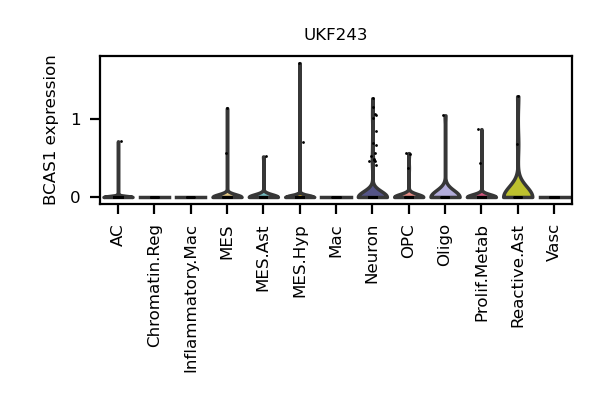 UKF243
BCAS1 expression
1
0
AC
Chromatin.Reg
Inflammatory.Mac
MES
MES.Ast
MES.Hyp
Mac
Neuron
OPC
Oligo
Prolif.Metab
Reactive.Ast
Vasc